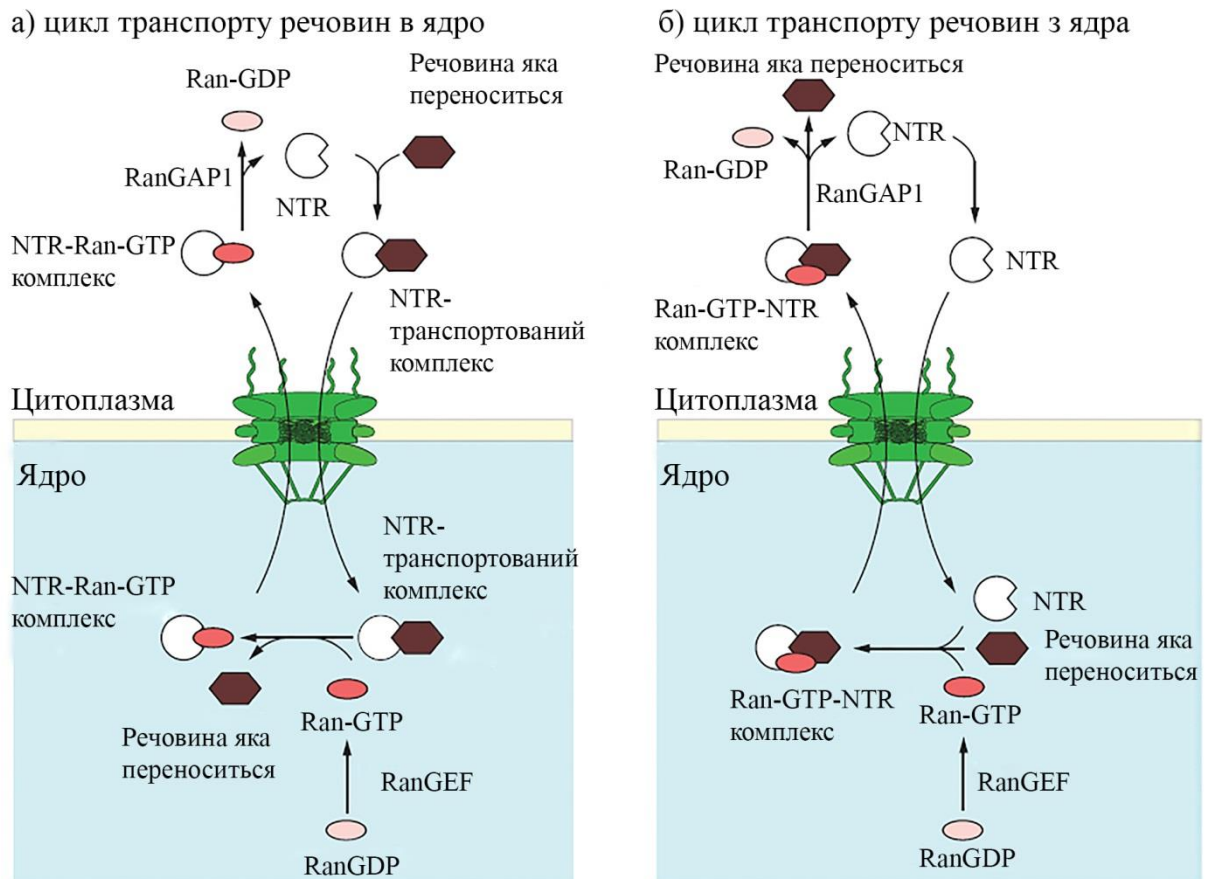 а) цикл транспорту речовин в ядро
Ran-GDP
Речовина яка
переноситься
RanGAP1
NTR
NTR-Ran-GTP
комплекс
NTR-
транспортований
комплекс
Цитоплазма
Ядро
NTR-
транспортований
комплекс
NTR-Ran-GTP
комплекс
Речовина яка
переноситься
Ran-GTP
RanGEF
RanGDP
б) цикл транспорту речовин з ядра
Речовина яка переноситься
NTR
Ran-GDP
RanGAP1
NTR
Ran-GTP-NTR
комплекс
Цитоплазма
Ядро
NTR
Речовина яка
переноситься
Ran-GTP-NTR
комплекс
Ran-GTP
RanGEF
RanGDP